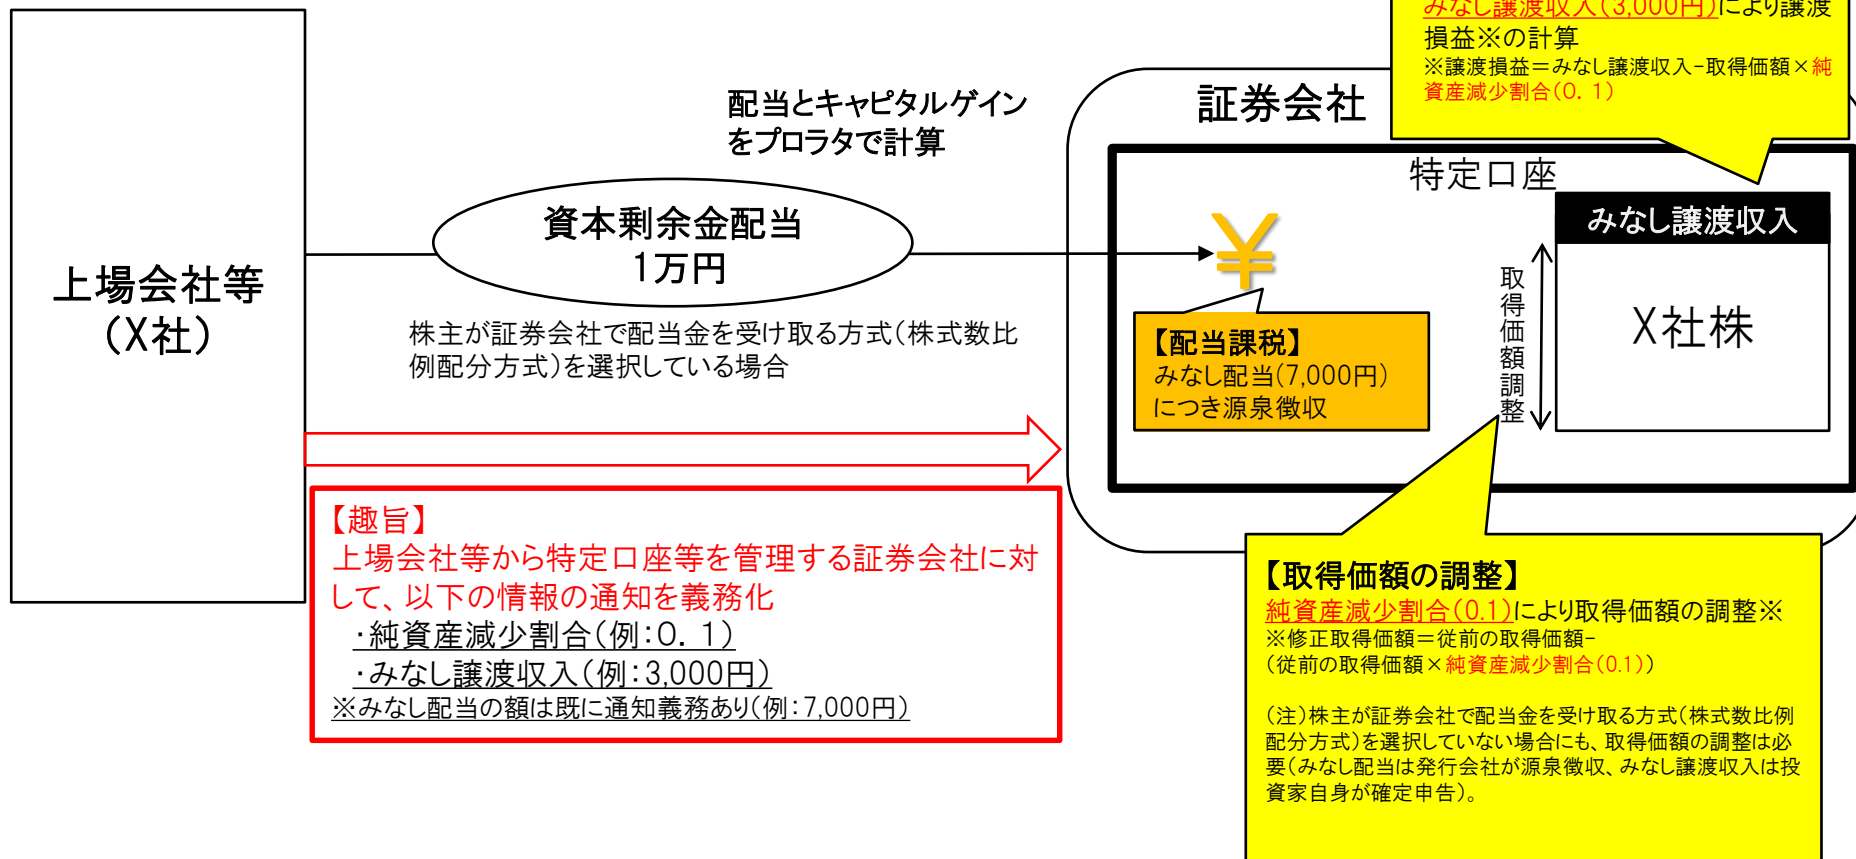 みなし譲渡収入(3,000円)により譲渡
損益※の計算
※譲渡損益=みなし譲渡収入-取得価額×純
資産減少割合(0.1)
配当とキャピタルゲイン
をプロラタで計算
証券会社
特定口座
上場会社等
(X社)
資本剰余金配当
1万円
株主が証券会社で配当金を受け取る方式(株式数比
例配分方式)を選択している場合
¥
【配当課税】
みなし配当(7,000円)
につき源泉徴収
みなし譲渡収入
取得価額調整
X社株
【趣旨】
上場会社等から特定口座等を管理する証券会社に対
して、以下の情報の通知を義務化
・純資産減少割合(例:0.1)
・みなし譲渡収入(例:3,000円)
※みなし配当の額は既に通知義務あり(例:7,000円)
【取得価額の調整】
純資産減少割合(0.1)により取得価額の調整※
※修正取得価額=従前の取得価額-
(従前の取得価額×純資産減少割合(0.1))
(注)株主が証券会社で配当金を受け取る方式(株式数比例
配分方式)を選択していない場合にも、取得価額の調整は必
要(みなし配当は発行会社が源泉徴収、みなし譲渡収入は投
資家自身が確定申告)。